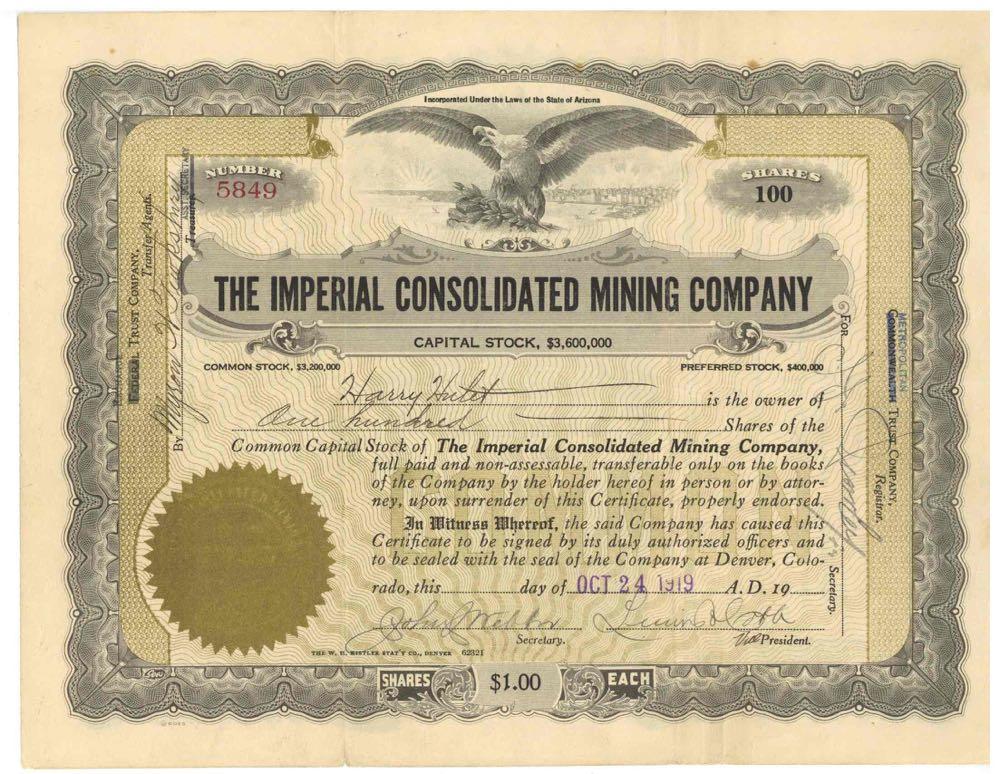 Incorporated Under the Laws of the State of Arizona
NUMBER
5849
SHARES
100
THE IMPERIAL CONSOLIDATED MINING COMPANY
CAPITAL STOCK, $3,600,000
COMMON STOCK, $3,200,000
PREFERRED STOCK, $400,000
Harry Hulet is the owner of
One hundred Shares of the
Common Capital Stock of The Imperial Consolidated Mining Company,
full paid and non-assessable, transferable only on the books
of the Company by the holder hereof in person or by attor-
ney, upon surrender of this Certificate, properly endorsed.
In Witness Whereof, the said Company has caused this
Certificate to be signed by its duly authorized officers and
to be sealed with the seal of the Company at Denver, Colo-
rado, this day of OCT 24 1919 A.D. 19
Secretary.
Vice President.
THE W. H. KISTLER STAT'Y CO., DENVER 62321
SHARES $1.00 EACH
FEDERAL TRUST COMPANY,
Transfer Agents.
By
ASST. SECRETARY
Treasurer.
FOR
METROPOLITAN
COMMONWEALTH TRUST COMPANY,
Registrar.
Secretary.
GOES